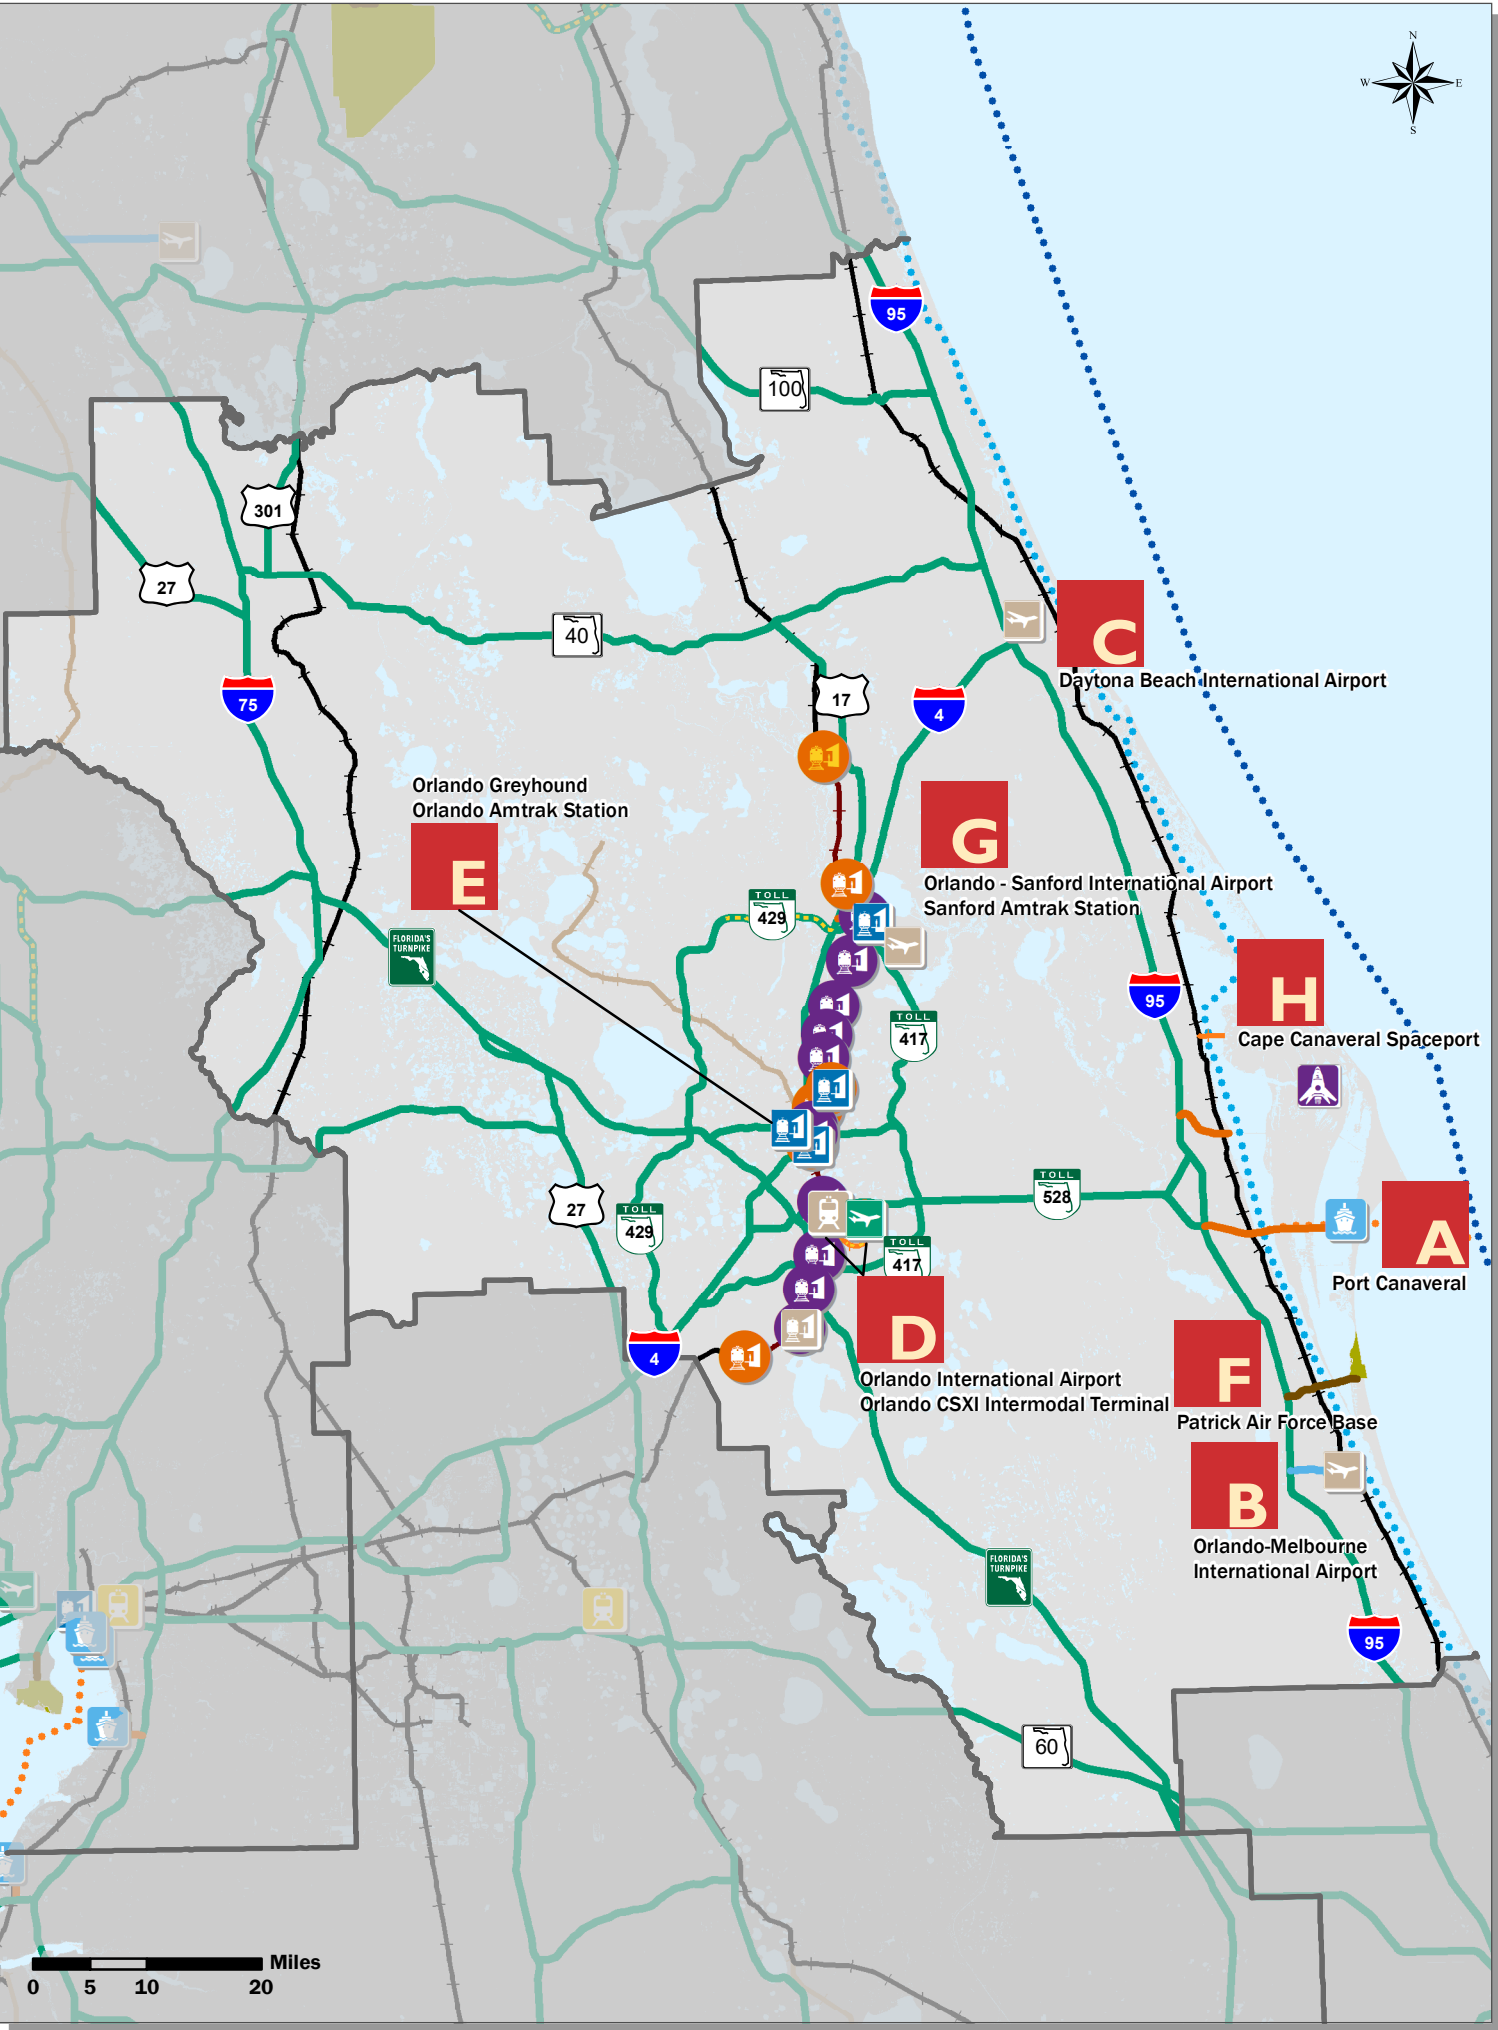 N
W E
S
95
100
301
27
40
C
Daytona Beach International Airport
75
17
4
Orlando Greyhound
Orlando Amtrak Station
E
G
Orlando - Sanford International Airport
Sanford Amtrak Station
TOLL
429
FLORIDA'S
TURNPIKE
H
Cape Canaveral Spaceport
95
TOLL
417
27
TOLL
429
TOLL
528
A
Port Canaveral
TOLL
417
4
D
Orlando International Airport
Orlando CSXI Intermodal Terminal
F
Patrick Air Force Base
B
Orlando-Melbourne
International Airport
FLORIDA'S
TURNPIKE
95
60
Miles
0 5 10 20